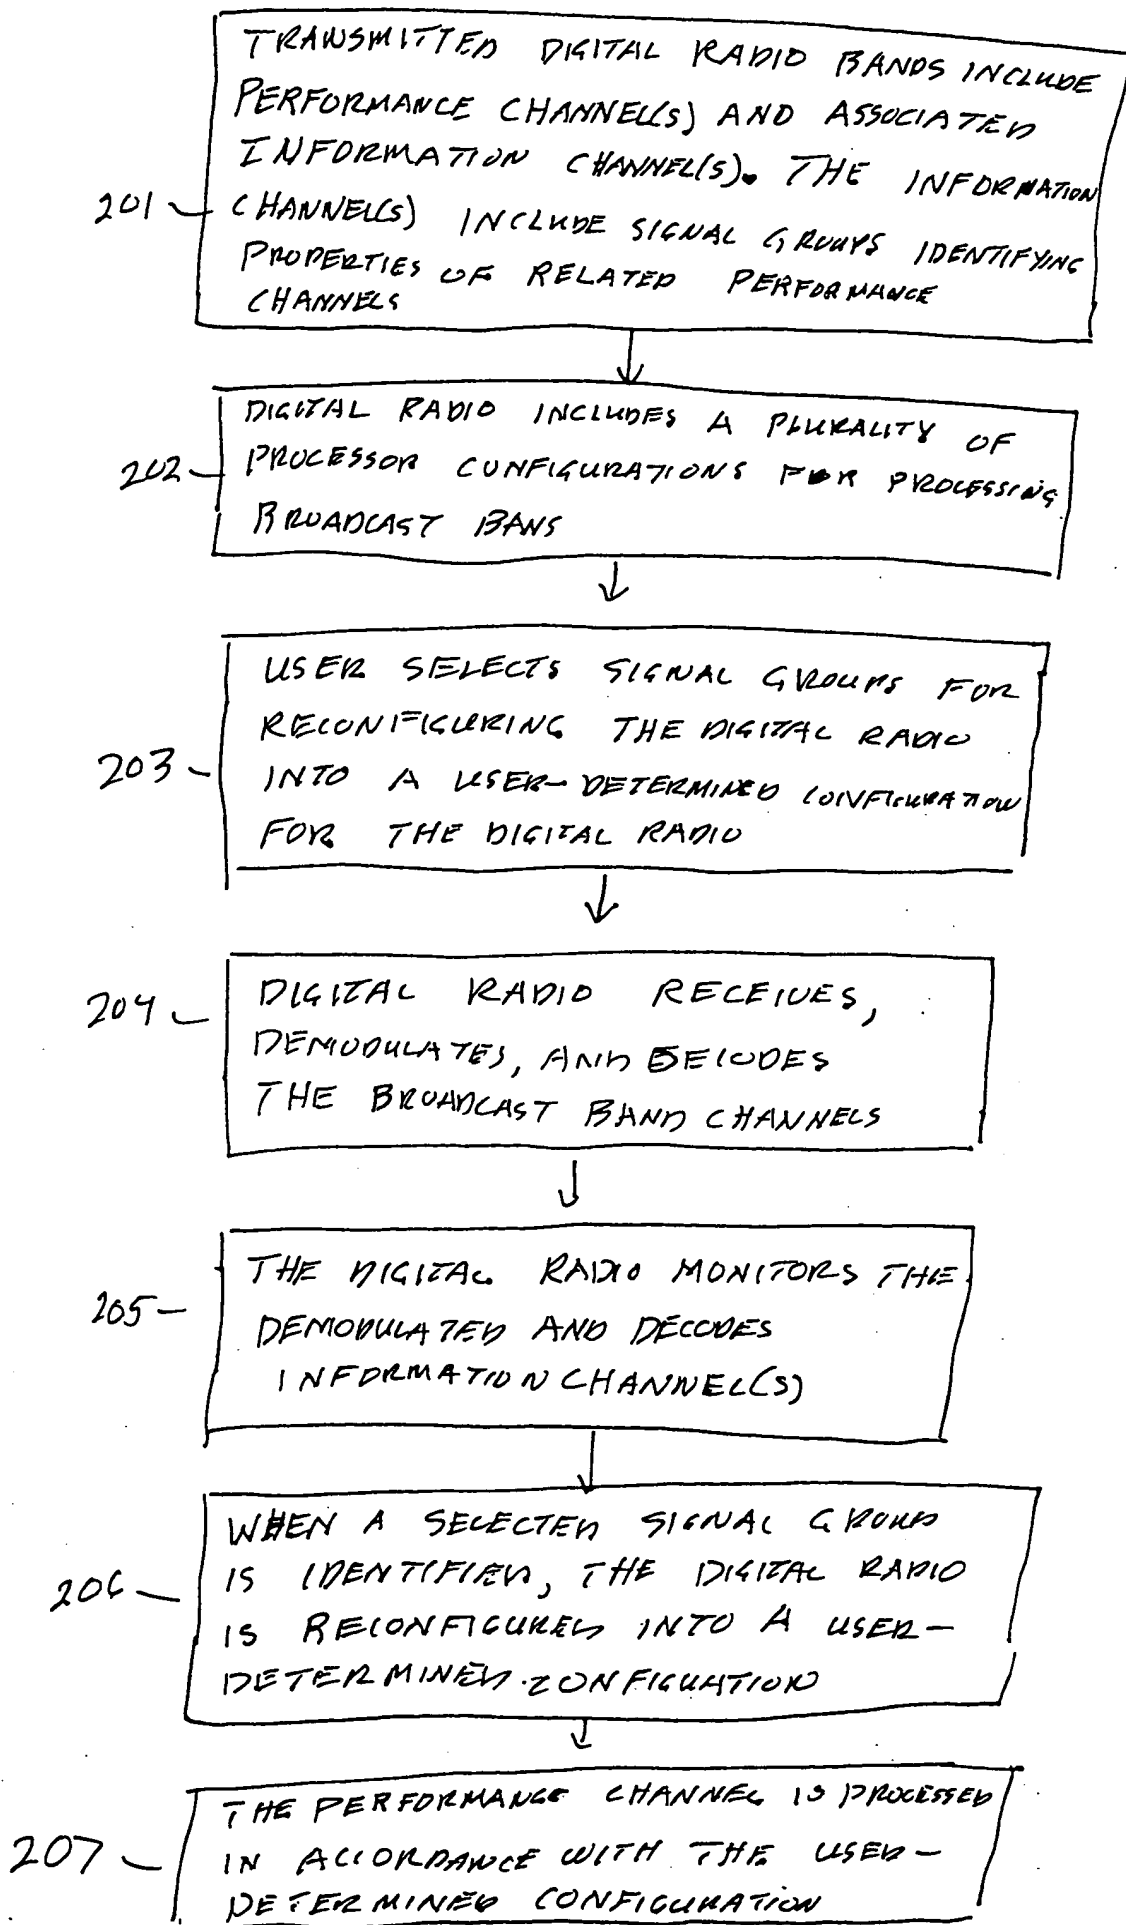 TRANSMITTED DIGITAL RADIO BANDS INCLUDE
PERFORMANCE CHANNEL(S) AND ASSOCIATED
INFORMATION CHANNEL(S). THE INFORMATION
201 CHANNEL(S) INCLUDE SIGNAL GROUPS IDENTIFYING
PROPERTIES OF RELATED PERFORMANCE
CHANNELS
DIGITAL RADIO INCLUDES A PLURALITY OF
202 PROCESSOR CONFIGURATIONS FOR PROCESSING
BROADCAST BANS
USER SELECTS SIGNAL GROUPS FOR
RECONIFIGURING THE DIGITAL RADIO
203 INTO A USER-DETERMINED CONFIGURATION
FOR THE DIGITAL RADIO
204 DIGITAL RADIO RECEIVES,
DEMODULATES, AND DECODES
THE BROADCAST BAND CHANNELS
THE DIGITAL RADIO MONITORS THE
205 DEMODULATED AND DECODES
INFORMATION CHANNEL(S)
WHEN A SELECTED SIGNAL GROUP
206 IS IDENTIFIED, THE DIGITAL RADIO
IS RECONFIGURED INTO A USER-
DETERMINED CONFIGUATION
THE PERFORMANCE CHANNEL IS PROCESSED
207 IN ACCORDANCE WITH THE USER-
DETERMINED CONFIGURATION